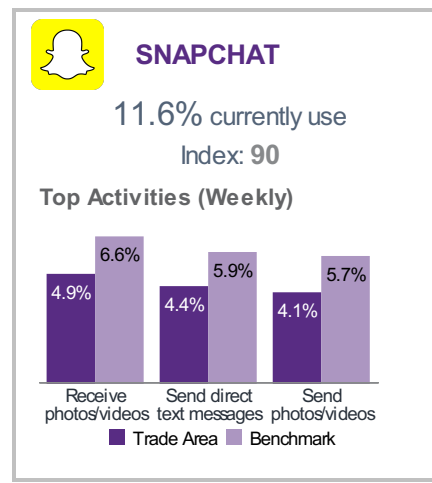 SNAPCHAT
11.6% currently use
Index: 90
Top Activities (Weekly)
4.9% 6.6% 4.4% 5.9% 4.1% 5.7%
Receive Send direct Send
photos/videos text messages photos/videos
Trade Area Benchmark